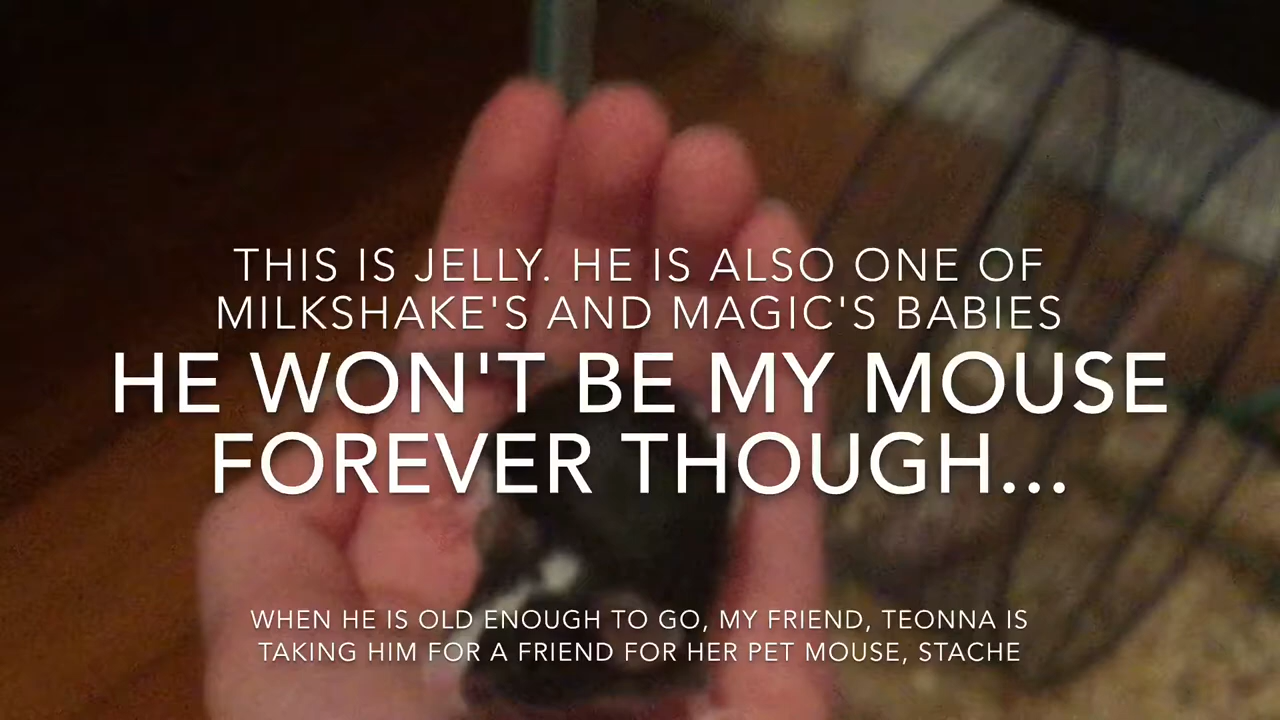 THIS IS JELLY. HE IS ALSO ONE OF
MILKSHAKE'S AND MAGIC'S BABIES
HE WON'T BE MY MOUSE
FOREVER THOUGH...
WHEN HE IS OLD ENOUGH TO GO, MY FRIEND, TEONNA IS
TAKING HIM FOR A FRIEND FOR HER PET MOUSE, STACHE